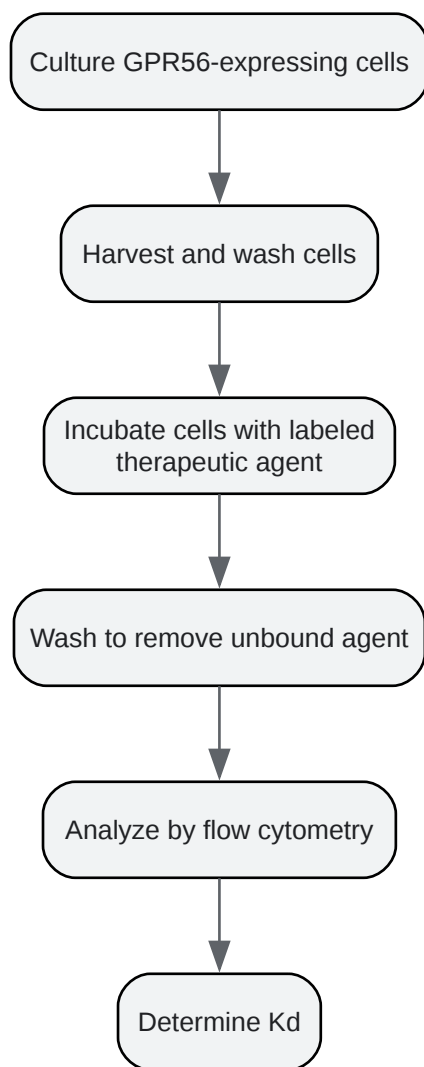 Culture GPR56-expressing cells
Harvest and wash cells
Incubate cells with labeled
therapeutic agent
Wash to remove unbound agent
Analyze by flow cytometry
Determine Kd